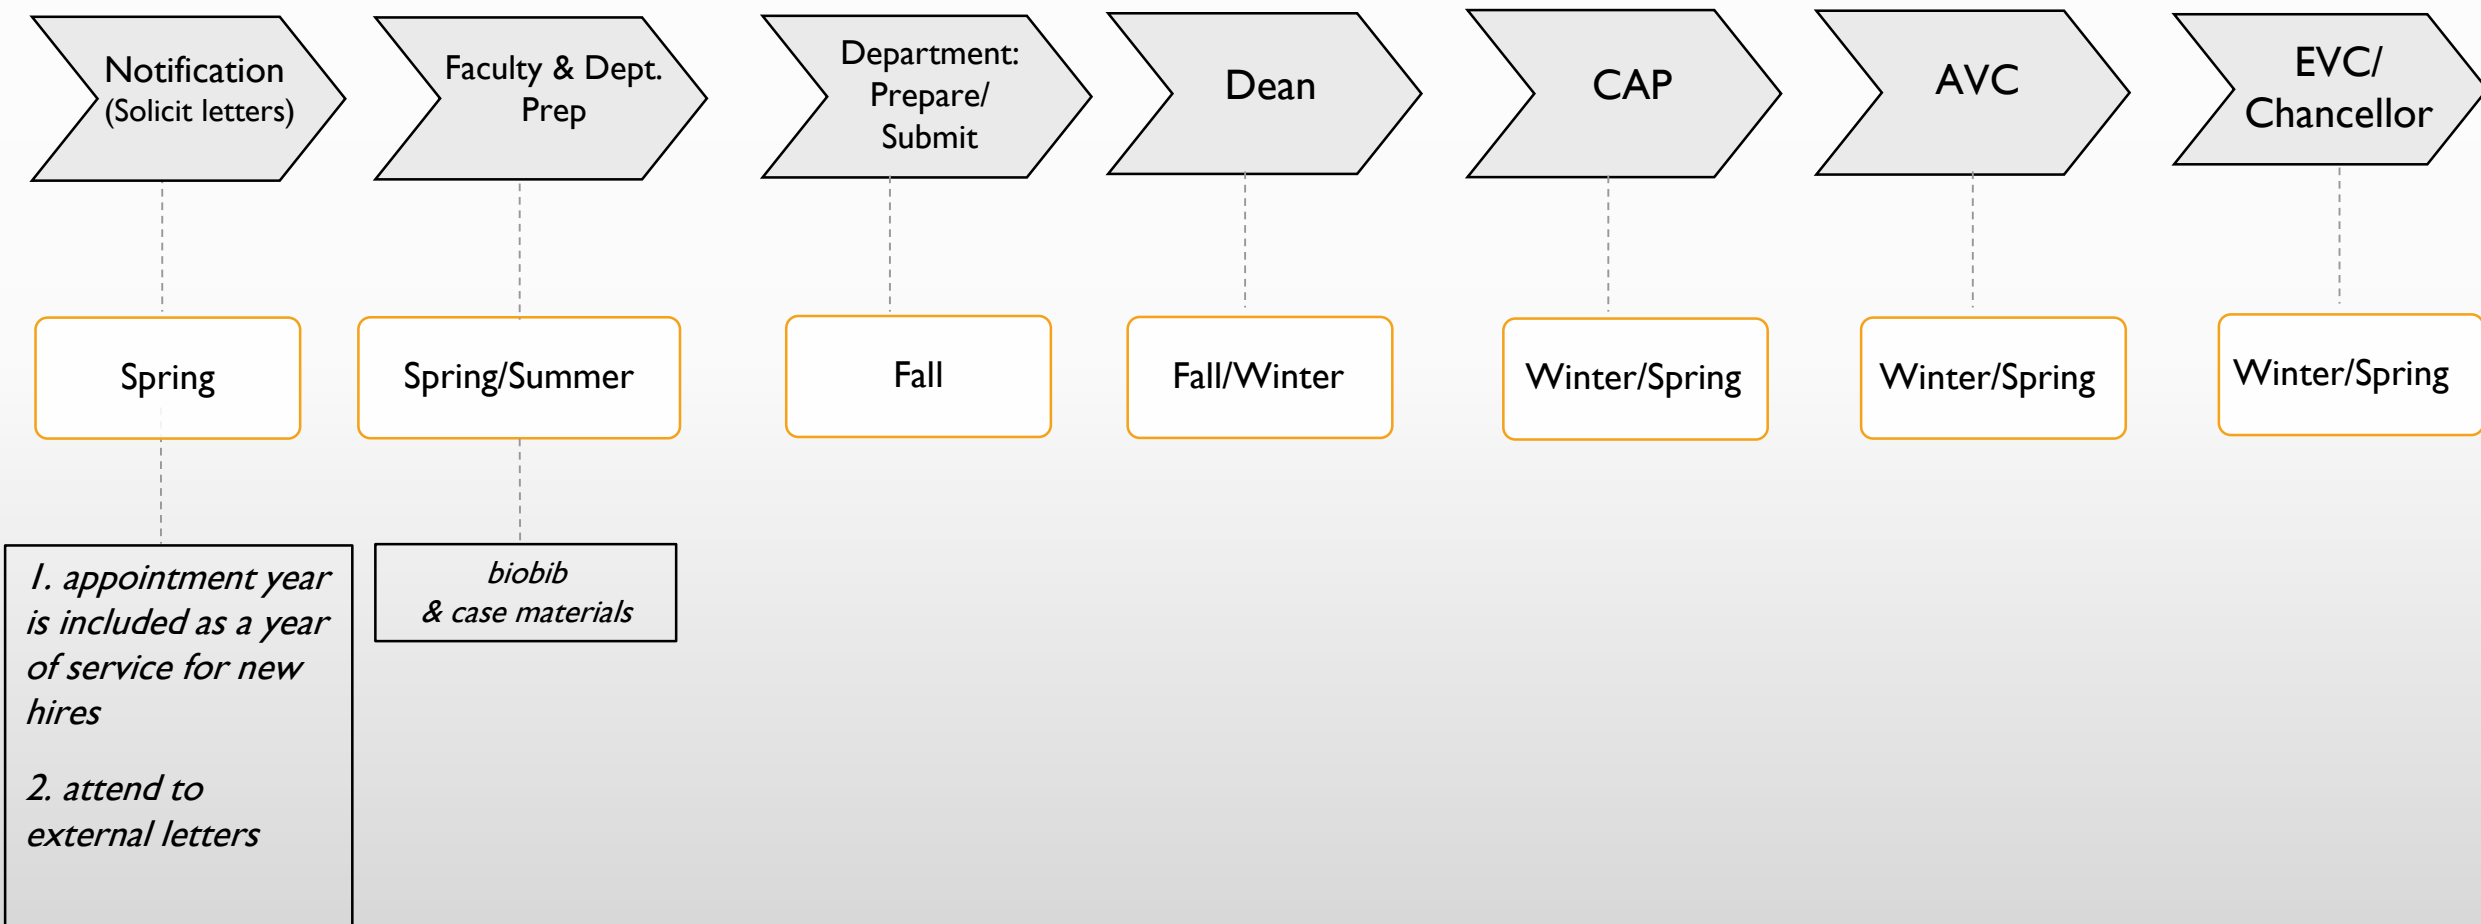 Notification
(Solicit letters)
Faculty & Dept.
Prep
Department:
Prepare/
Submit
Dean
CAP
AVC
EVC/
Chancellor
Spring
Spring/Summer
Fall
Fall/Winter
Winter/Spring
Winter/Spring
Winter/Spring
1. appointment year
is included as a year
of service for new
hires
2. attend to
external letters
biobib
& case materials